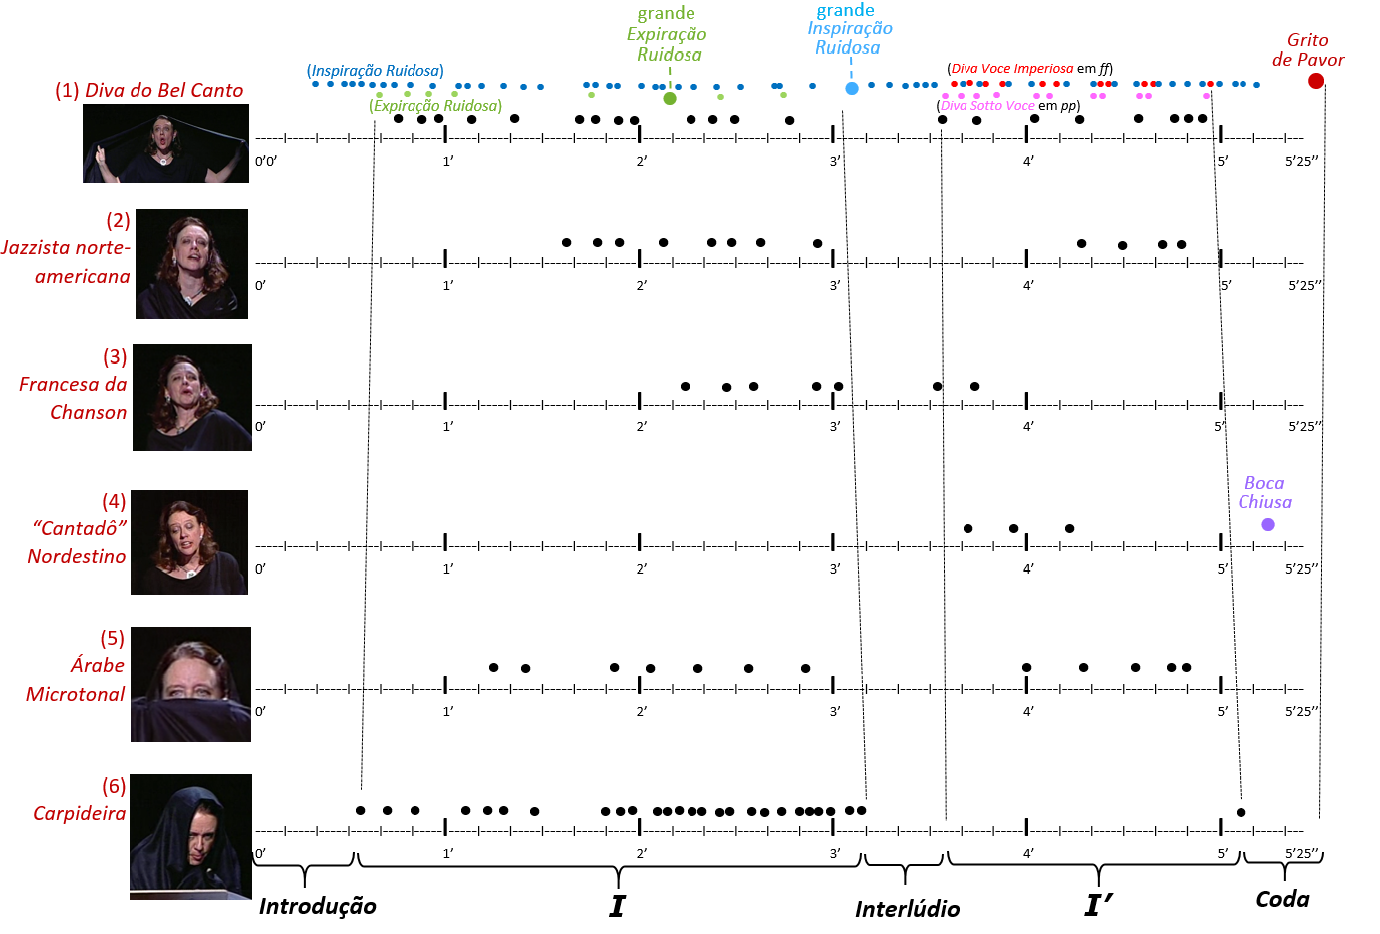 grande
Expiração
Ruidosa
grande
Inspiração
Ruidosa
Grito
de Pavor
(Inspiração Ruidosa)
(Diva Voce Imperiosa em ff)
(1) Diva do Bel Canto
(Expiração Ruidosa)
(Diva Sotto Voce em pp)
0’0’ 1’ 2’ 3’ 4’ 5’ 5’25’’
(2)
Jazzista norte-
americana
0’ 1’ 2’ 3’ 4’ 5’ 5’25’’
(3)
Francesa da
Chanson
0’ 1’ 2’ 3’ 4’ 5’ 5’25’’
(4)
“Cantadô”
Nordestino
Boca
Chiusa
0’ 1’ 2’ 3’ 4’ 5’ 5’25’’
(5)
Árabe
Microtonal
0’ 1’ 2’ 3’ 4’ 5’ 5’25’’
(6)
Carpideira
0’ 1’ 2’ 3’ 4’ 5’ 5’25’’
Introdução I Interlúdio I’ Coda